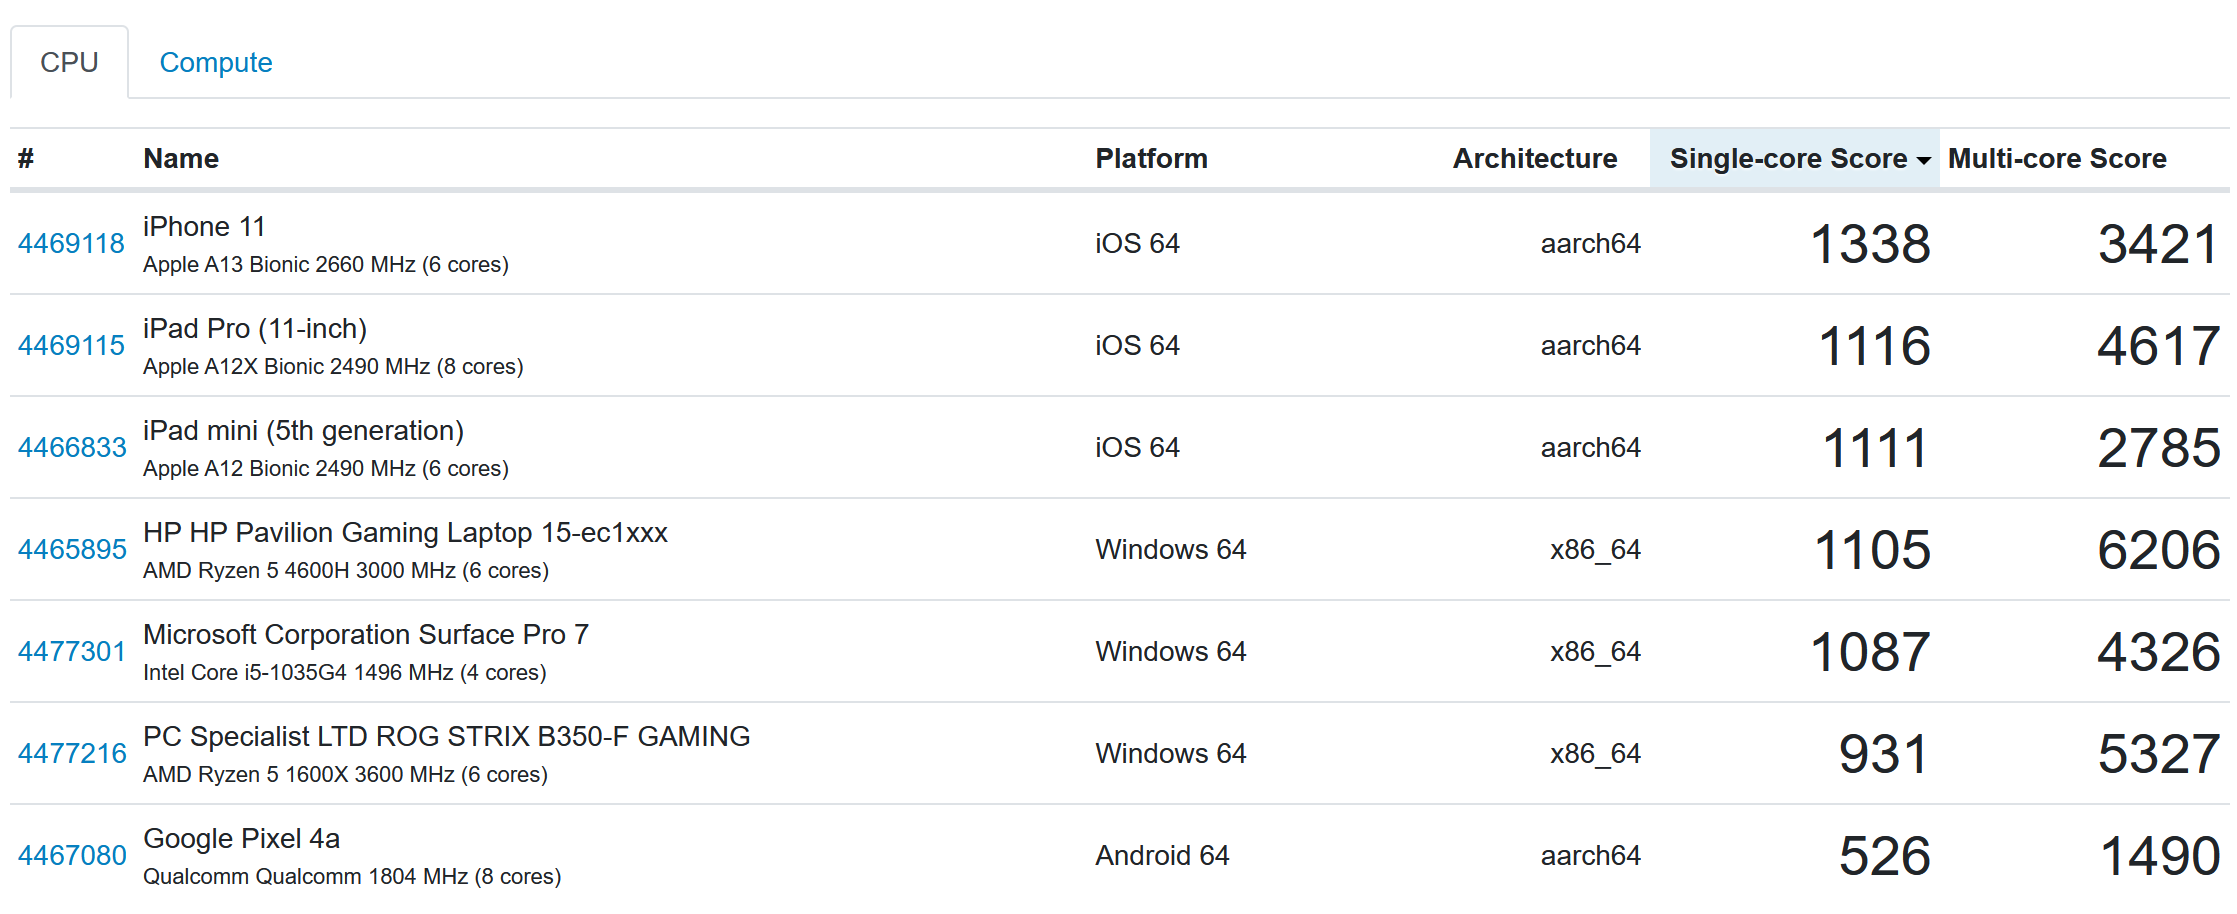 CPU Compute
# Name Platform Architecture Single-core Score Multi-core Score
4469118 iPhone 11 iOS 64 aarch64 1338 3421
Apple A13 Bionic 2660 MHz (6 cores)
4469115 iPad Pro (11-inch) iOS 64 aarch64 1116 4617
Apple A12X Bionic 2490 MHz (8 cores)
4466833 iPad mini (5th generation) iOS 64 aarch64 1111 2785
Apple A12 Bionic 2490 MHz (6 cores)
4465895 HP HP Pavilion Gaming Laptop 15-ec1xxx Windows 64 x86_64 1105 6206
AMD Ryzen 5 4600H 3000 MHz (6 cores)
4477301 Microsoft Corporation Surface Pro 7 Windows 64 x86_64 1087 4326
Intel Core i5-1035G4 1496 MHz (4 cores)
4477216 PC Specialist LTD ROG STRIX B350-F GAMING Windows 64 x86_64 931 5327
AMD Ryzen 5 1600X 3600 MHz (6 cores)
4467080 Google Pixel 4a Android 64 aarch64 526 1490
Qualcomm Qualcomm 1804 MHz (8 cores)